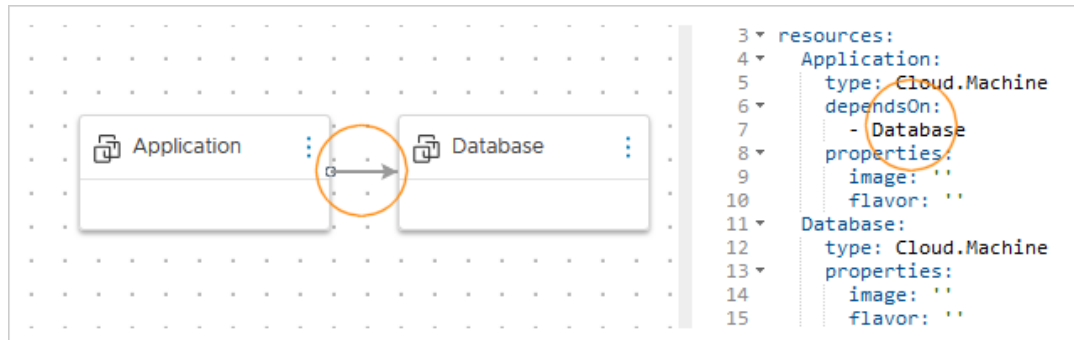 Application
Database
3 resources:
4 Application:
5 type: Cloud.Machine
6 dependsOn:
7 - Database
8 properties:
9 image: ''
10 flavor: ''
11 Database:
12 type: Cloud.Machine
13 properties:
14 image: ''
15 flavor: ''